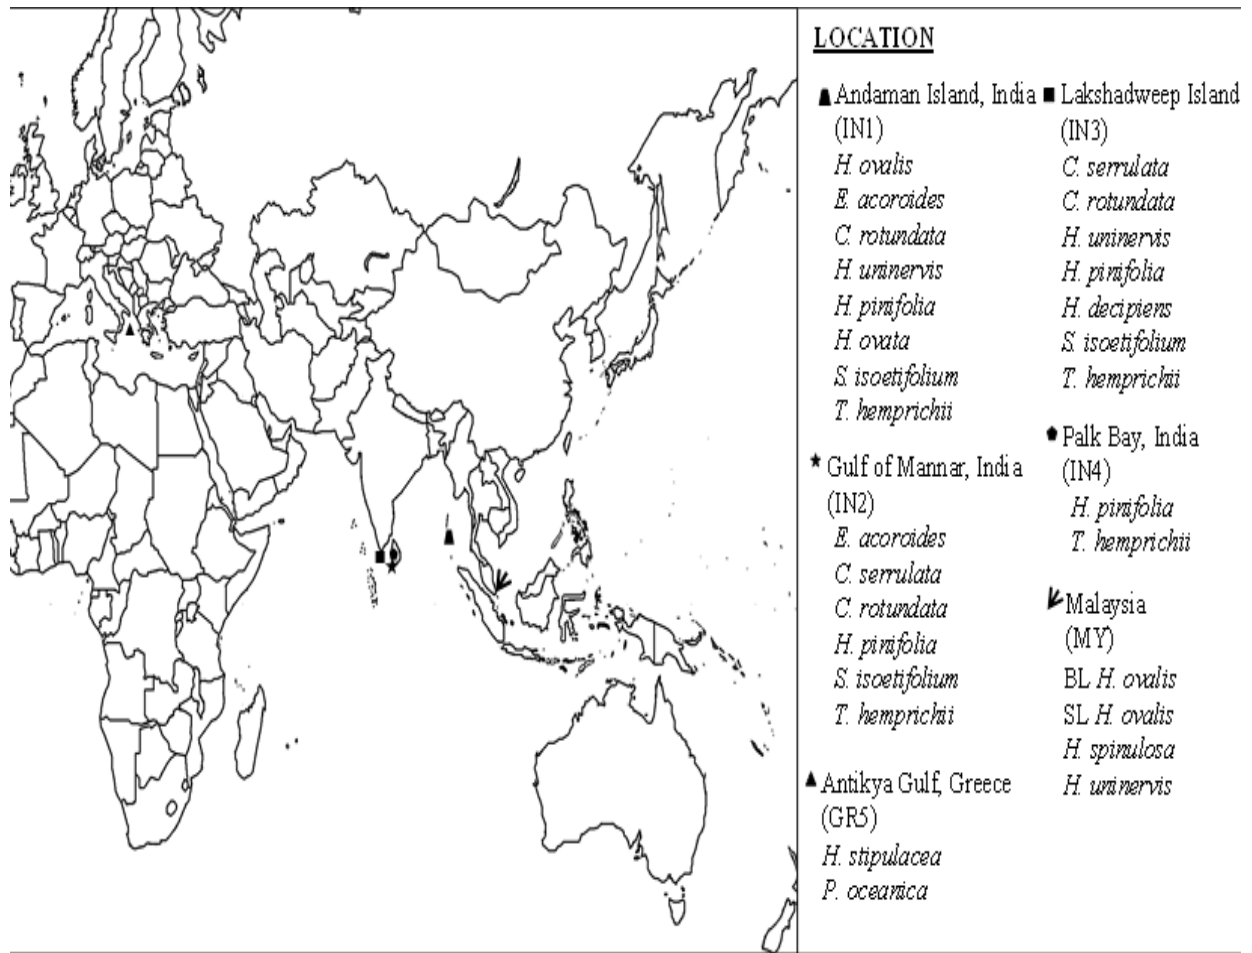 LOCATION
Andaman Island, India
(IN1)
H. ovalis
E. acoroides
C. rotundata
H. uninervis
H. pinifolia
H. ovata
S. isoetifolium
T. hemprichii
Gulf of Mannar, India
(IN2)
E. acoroides
C. serrulata
C. rotundata
H. pinifolia
S. isoetifolium
T. hemprichii
Antikya Gulf, Greece
(GR5)
H. stipulacea
P. oceanica
Lakshadweep Island
(IN3)
C. serrulata
C. rotundata
H. uninervis
H. pinifolia
H. decipiens
S. isoetifolium
T. hemprichii
Palk Bay, India
(IN4)
H. pinifolia
T. hemprichii
Malaysia
(MY)
BL H. ovalis
SL H. ovalis
H. spinulosa
H. uninervis